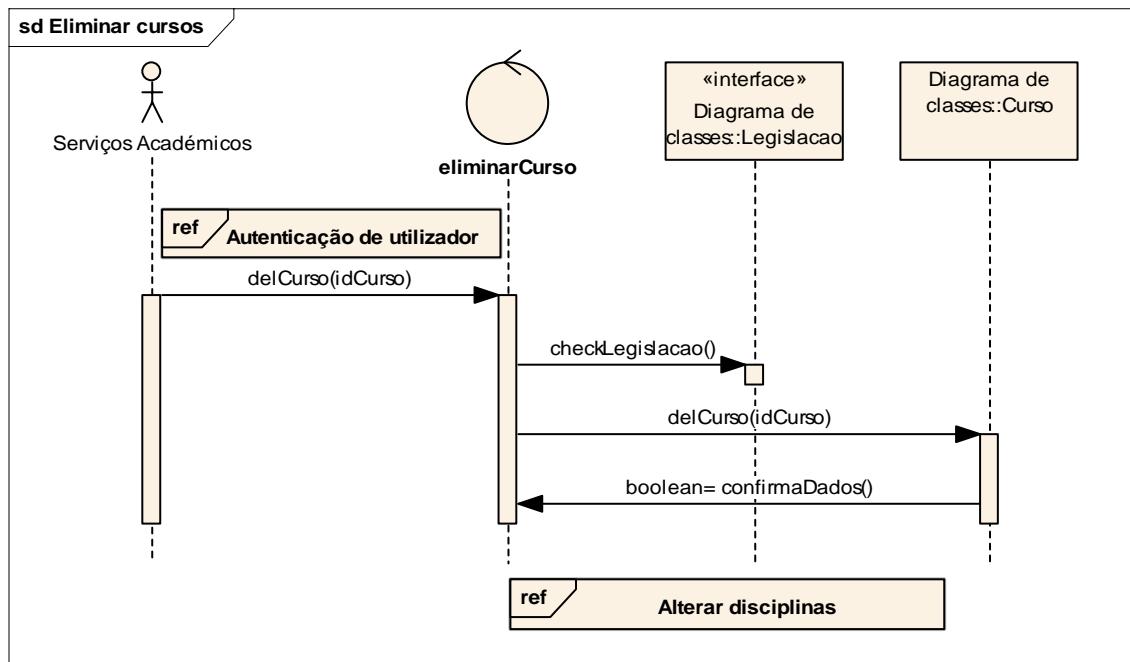 sd Eliminar cursos
Serviços Académicos
eliminarCurso
«interface»
Diagrama de
classes::Legislacao
Diagrama de
classes::Curso
ref
Autenticação de utilizador
delCurso(idCurso)
checkLegislacao()
delCurso(idCurso)
boolean= confirmaDados()
ref
Alterar disciplinas